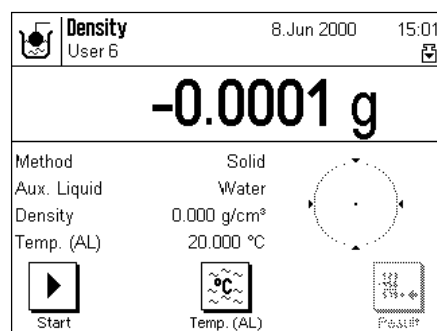 Density 8.Jun 2000 15:01
User 6
-0.0001 g
Method Solid
Aux. Liquid Water
Density 0.000 g/cm³
Temp. (AL) 20.000 °C
°C
Start Temp. (AL) Result